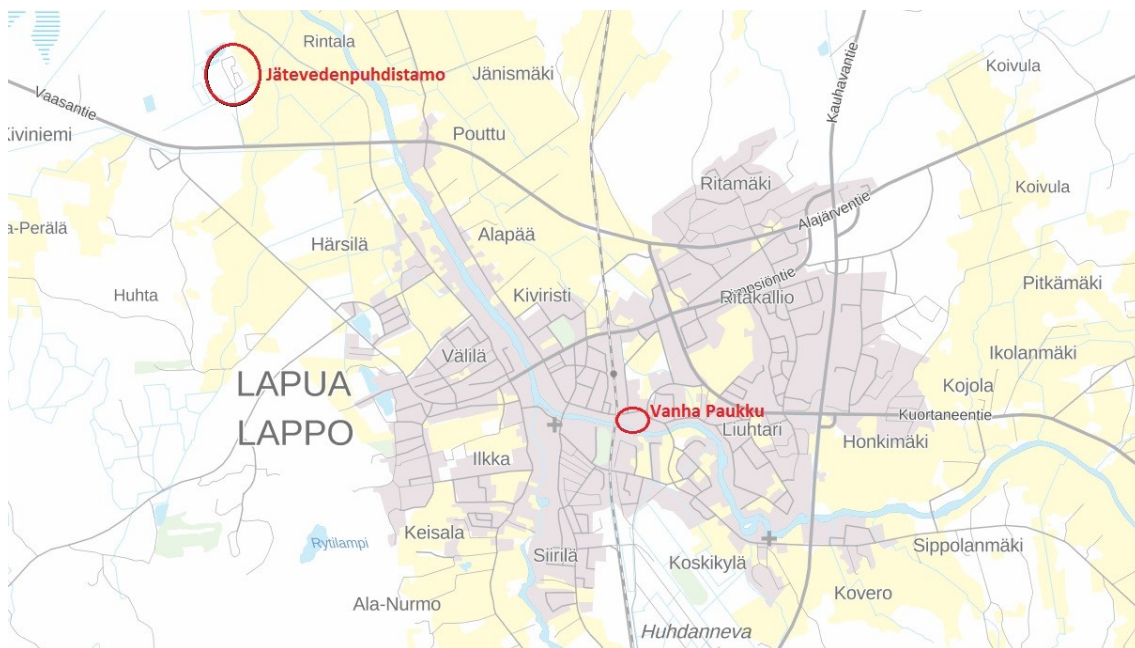 Rintala
Jätevedenpuhdistamo
Jänismäki
Koivula
Vaasantie
Kauhavantie
Kiviniemi
Pouttu
Ritamäki
Koivula
a-Perälä
Alajärventie
Härsilä
Alapää
Huhta
Kiviristi
impsiöntie
Ritakallio
Pitkämäki
Välilä
Ikolanmäki
LAPUA
Kojola
Vanha Paukku
Kuortaneentie
LAPPO
Liuhtari
Honkimäki
Ilkka
Keisala
Rytilampi
Siirilä
Koskikylä
Sippolanmäki
Kovero
Ala-Nurmo
Huhdanneva